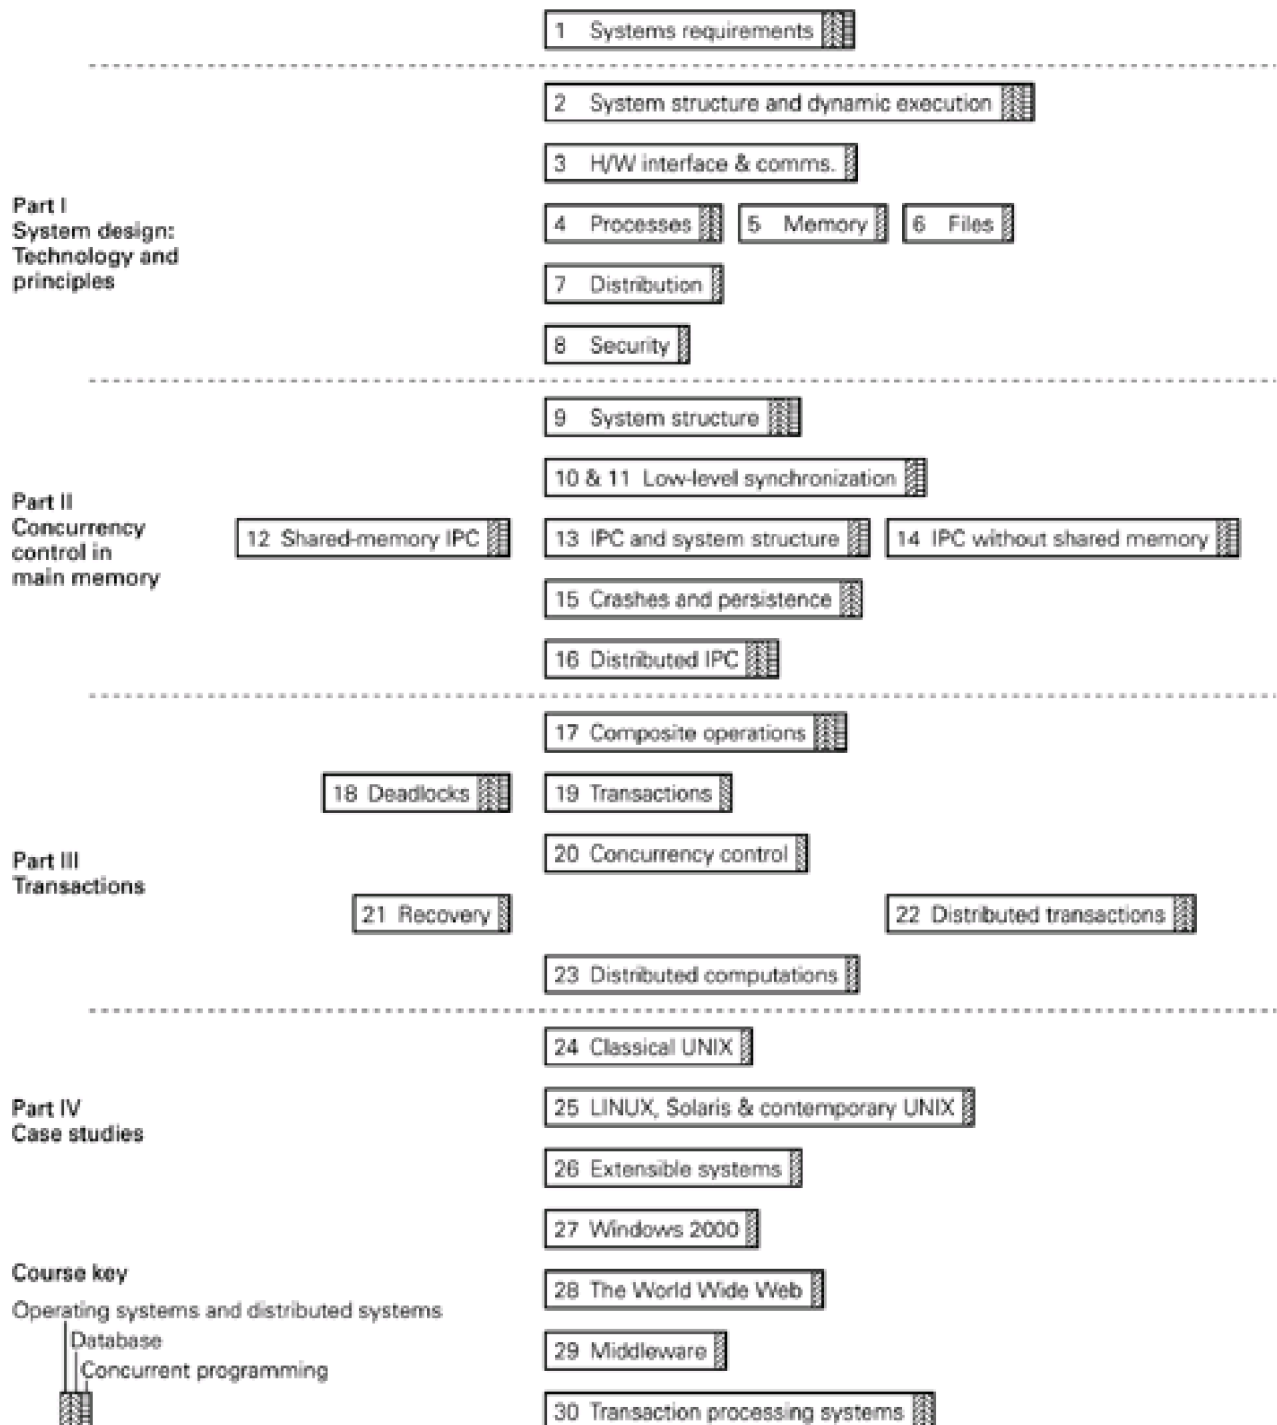 1 Systems requirements
2 System structure and dynamic execution
3 H/W interface & comms.
Part I
System design:
Technology and
principles
4 Processes
5 Memory
6 Files
7 Distribution
8 Security
9 System structure
10 & 11 Low-level synchronization
Part II
Concurrency
control in
main memory
12 Shared-memory IPC
13 IPC and system structure
14 IPC without shared memory
15 Crashes and persistence
16 Distributed IPC
17 Composite operations
18 Deadlocks
19 Transactions
20 Concurrency control
Part III
Transactions
21 Recovery
22 Distributed transactions
23 Distributed computations
24 Classical UNIX
Part IV
Case studies
25 LINUX, Solaris & contemporary UNIX
26 Extensible systems
27 Windows 2000
28 The World Wide Web
29 Middleware
30 Transaction processing systems
Course key
Operating systems and distributed systems
Database
Concurrent programming